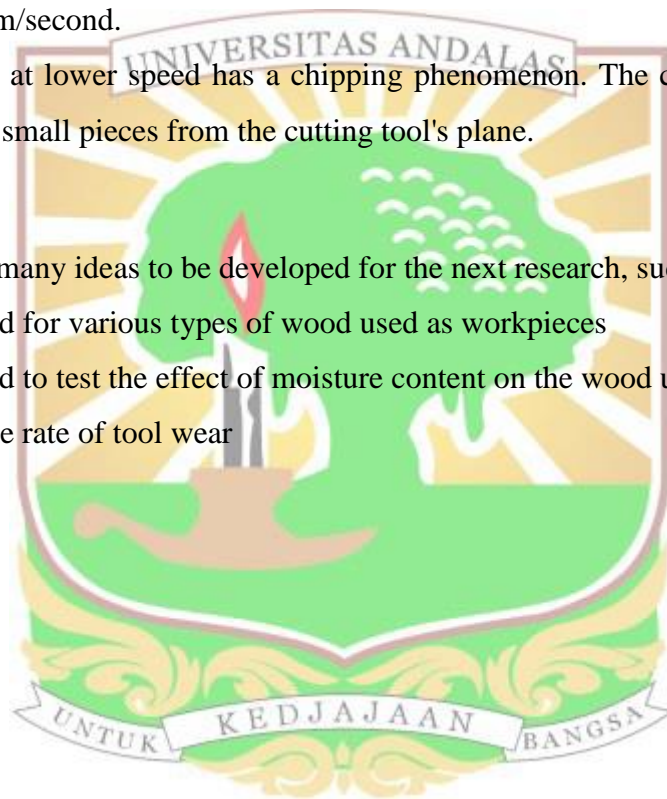 m/second.
UNIVERSITAS ANDALAS
at lower speed has a chipping phenomenon. The c
small pieces from the cutting tool's plane.
many ideas to be developed for the next research, suc
d for various types of wood used as workpieces
d to test the effect of moisture content on the wood u
e rate of tool wear
UNTUK KEDJAJAAN BANGSA